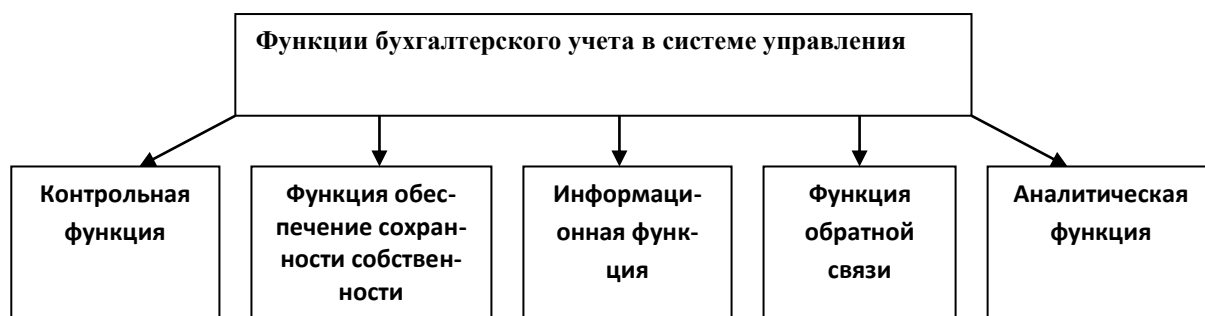 Функции бухгалтерского учета в системе управления
Контрольная
функция
Функция обес-
печение сохран-
ности собствен-
ности
Информаци-
онная функ-
ция
Функция
обратной
связи
Аналитическая
функция